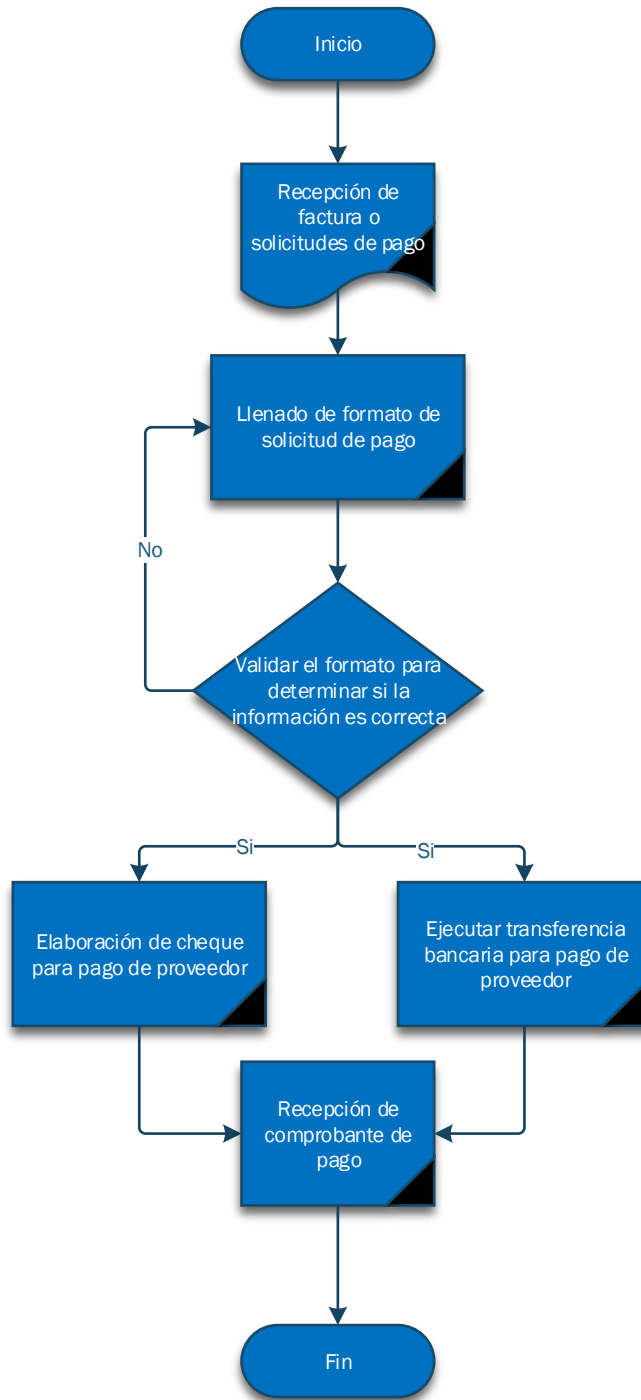 Inicio
Recepción de
factura o
solicitudes de pago
Llenado de formato de
solicitud de pago
No
Validar el formato para
determinar si la
información es correcta
Si
Si
Elaboración de cheque
para pago de proveedor
Ejecutar transferencia
bancaria para pago de
proveedor
Recepción de
comprobante de
pago
Fin